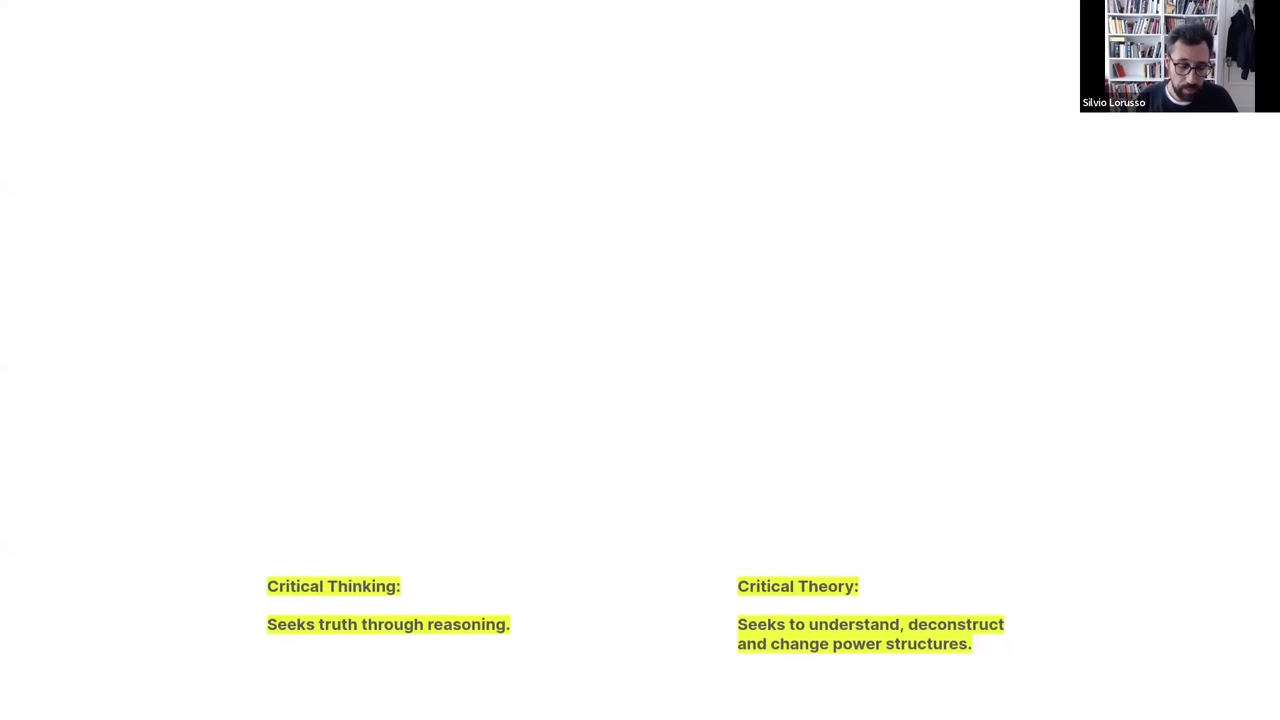 Silvio Lorusso
Critical Thinking:
Seeks truth through reasoning.
Critical Theory:
Seeks to understand, deconstruct
and change power structures.